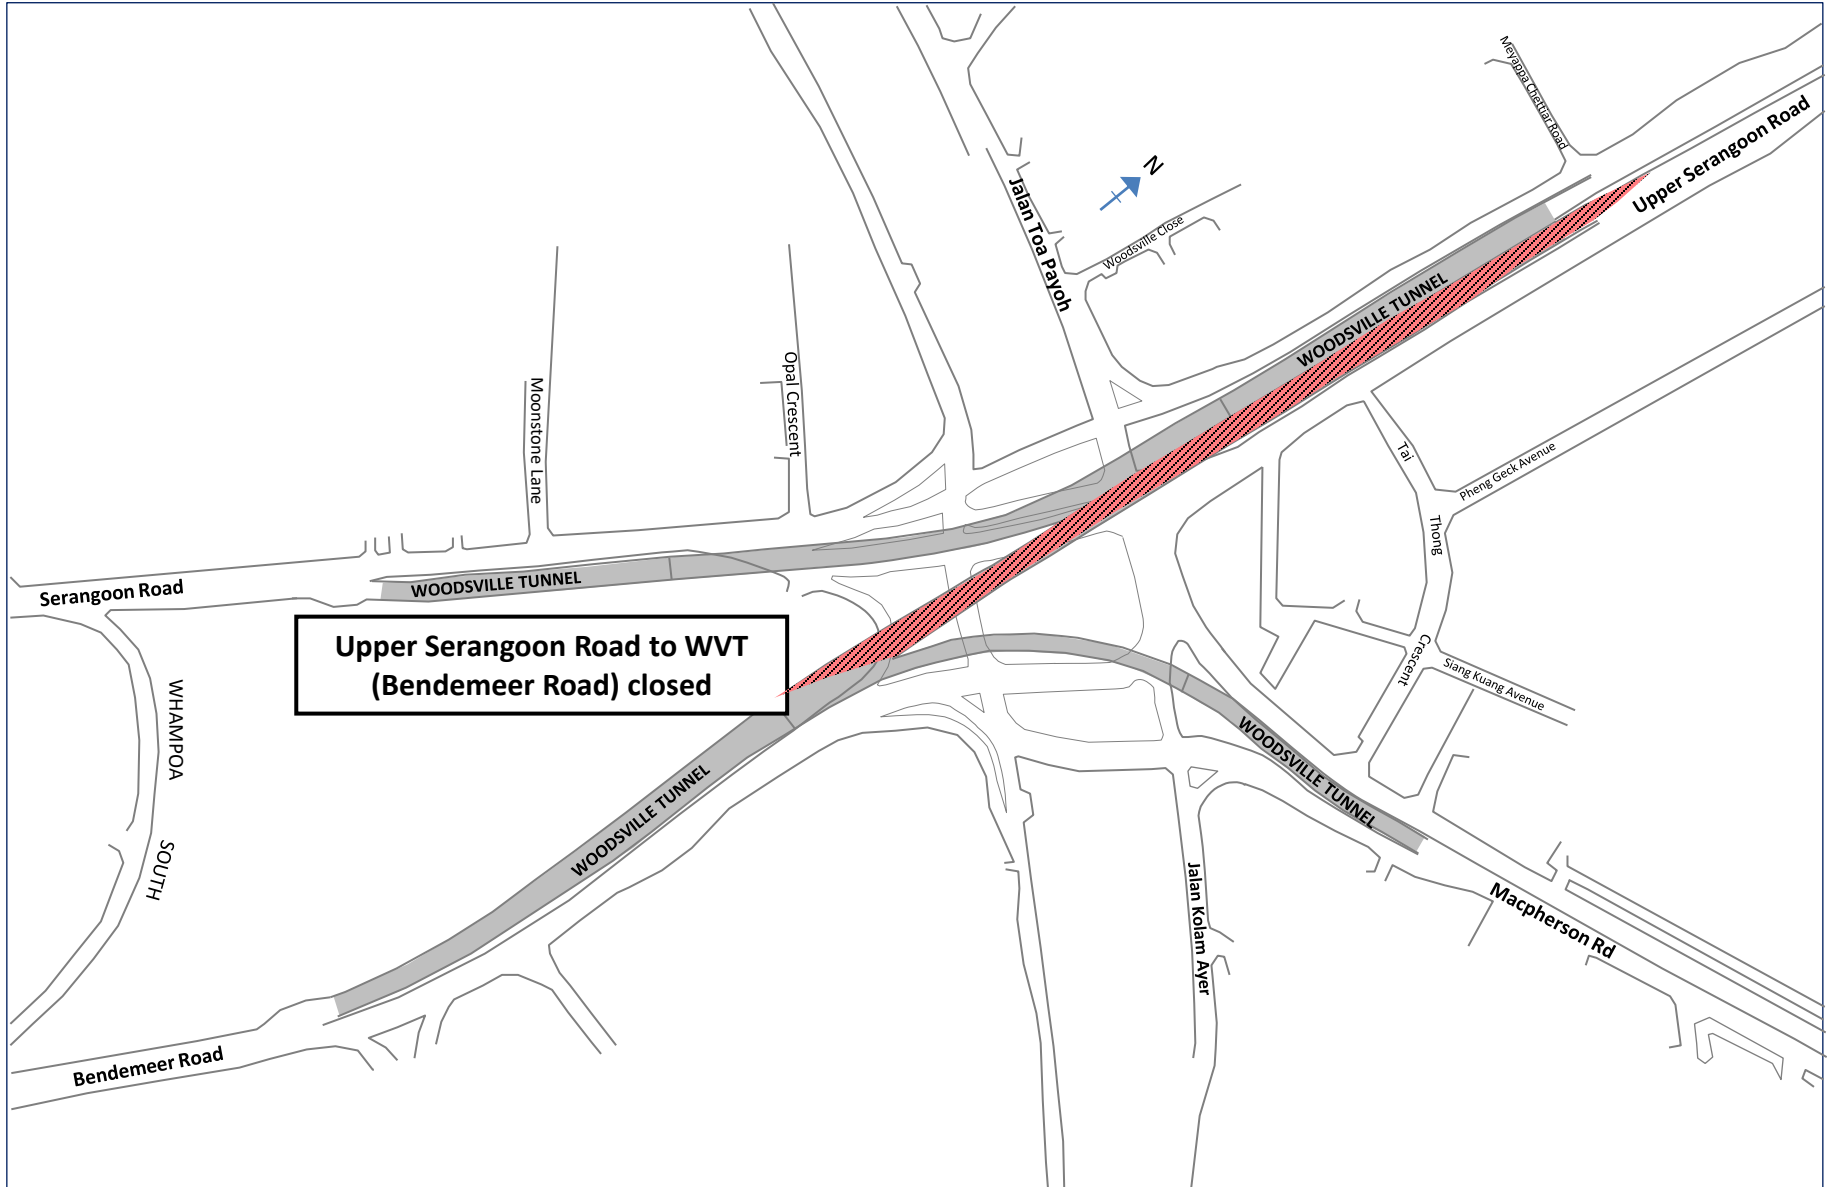 Meyappa Chettiar Road
Upper Serangoon Road
N
Jalan Toa Payoh
Woodsville Close
WOODSVILLE TUNNEL
Opal Crescent
Moonstone Lane
Tai
Thong
Crescent
Pheng Geck Avenue
Siang Kuang Avenue
Serangoon Road
WOODSVILLE TUNNEL
Upper Serangoon Road to WVT
(Bendemeer Road) closed
WHAMPOA
SOUTH
WOODSVILLE TUNNEL
WOODSVILLE TUNNEL
Jalan Kolam Ayer
Macpherson Rd
Bendemeer Road